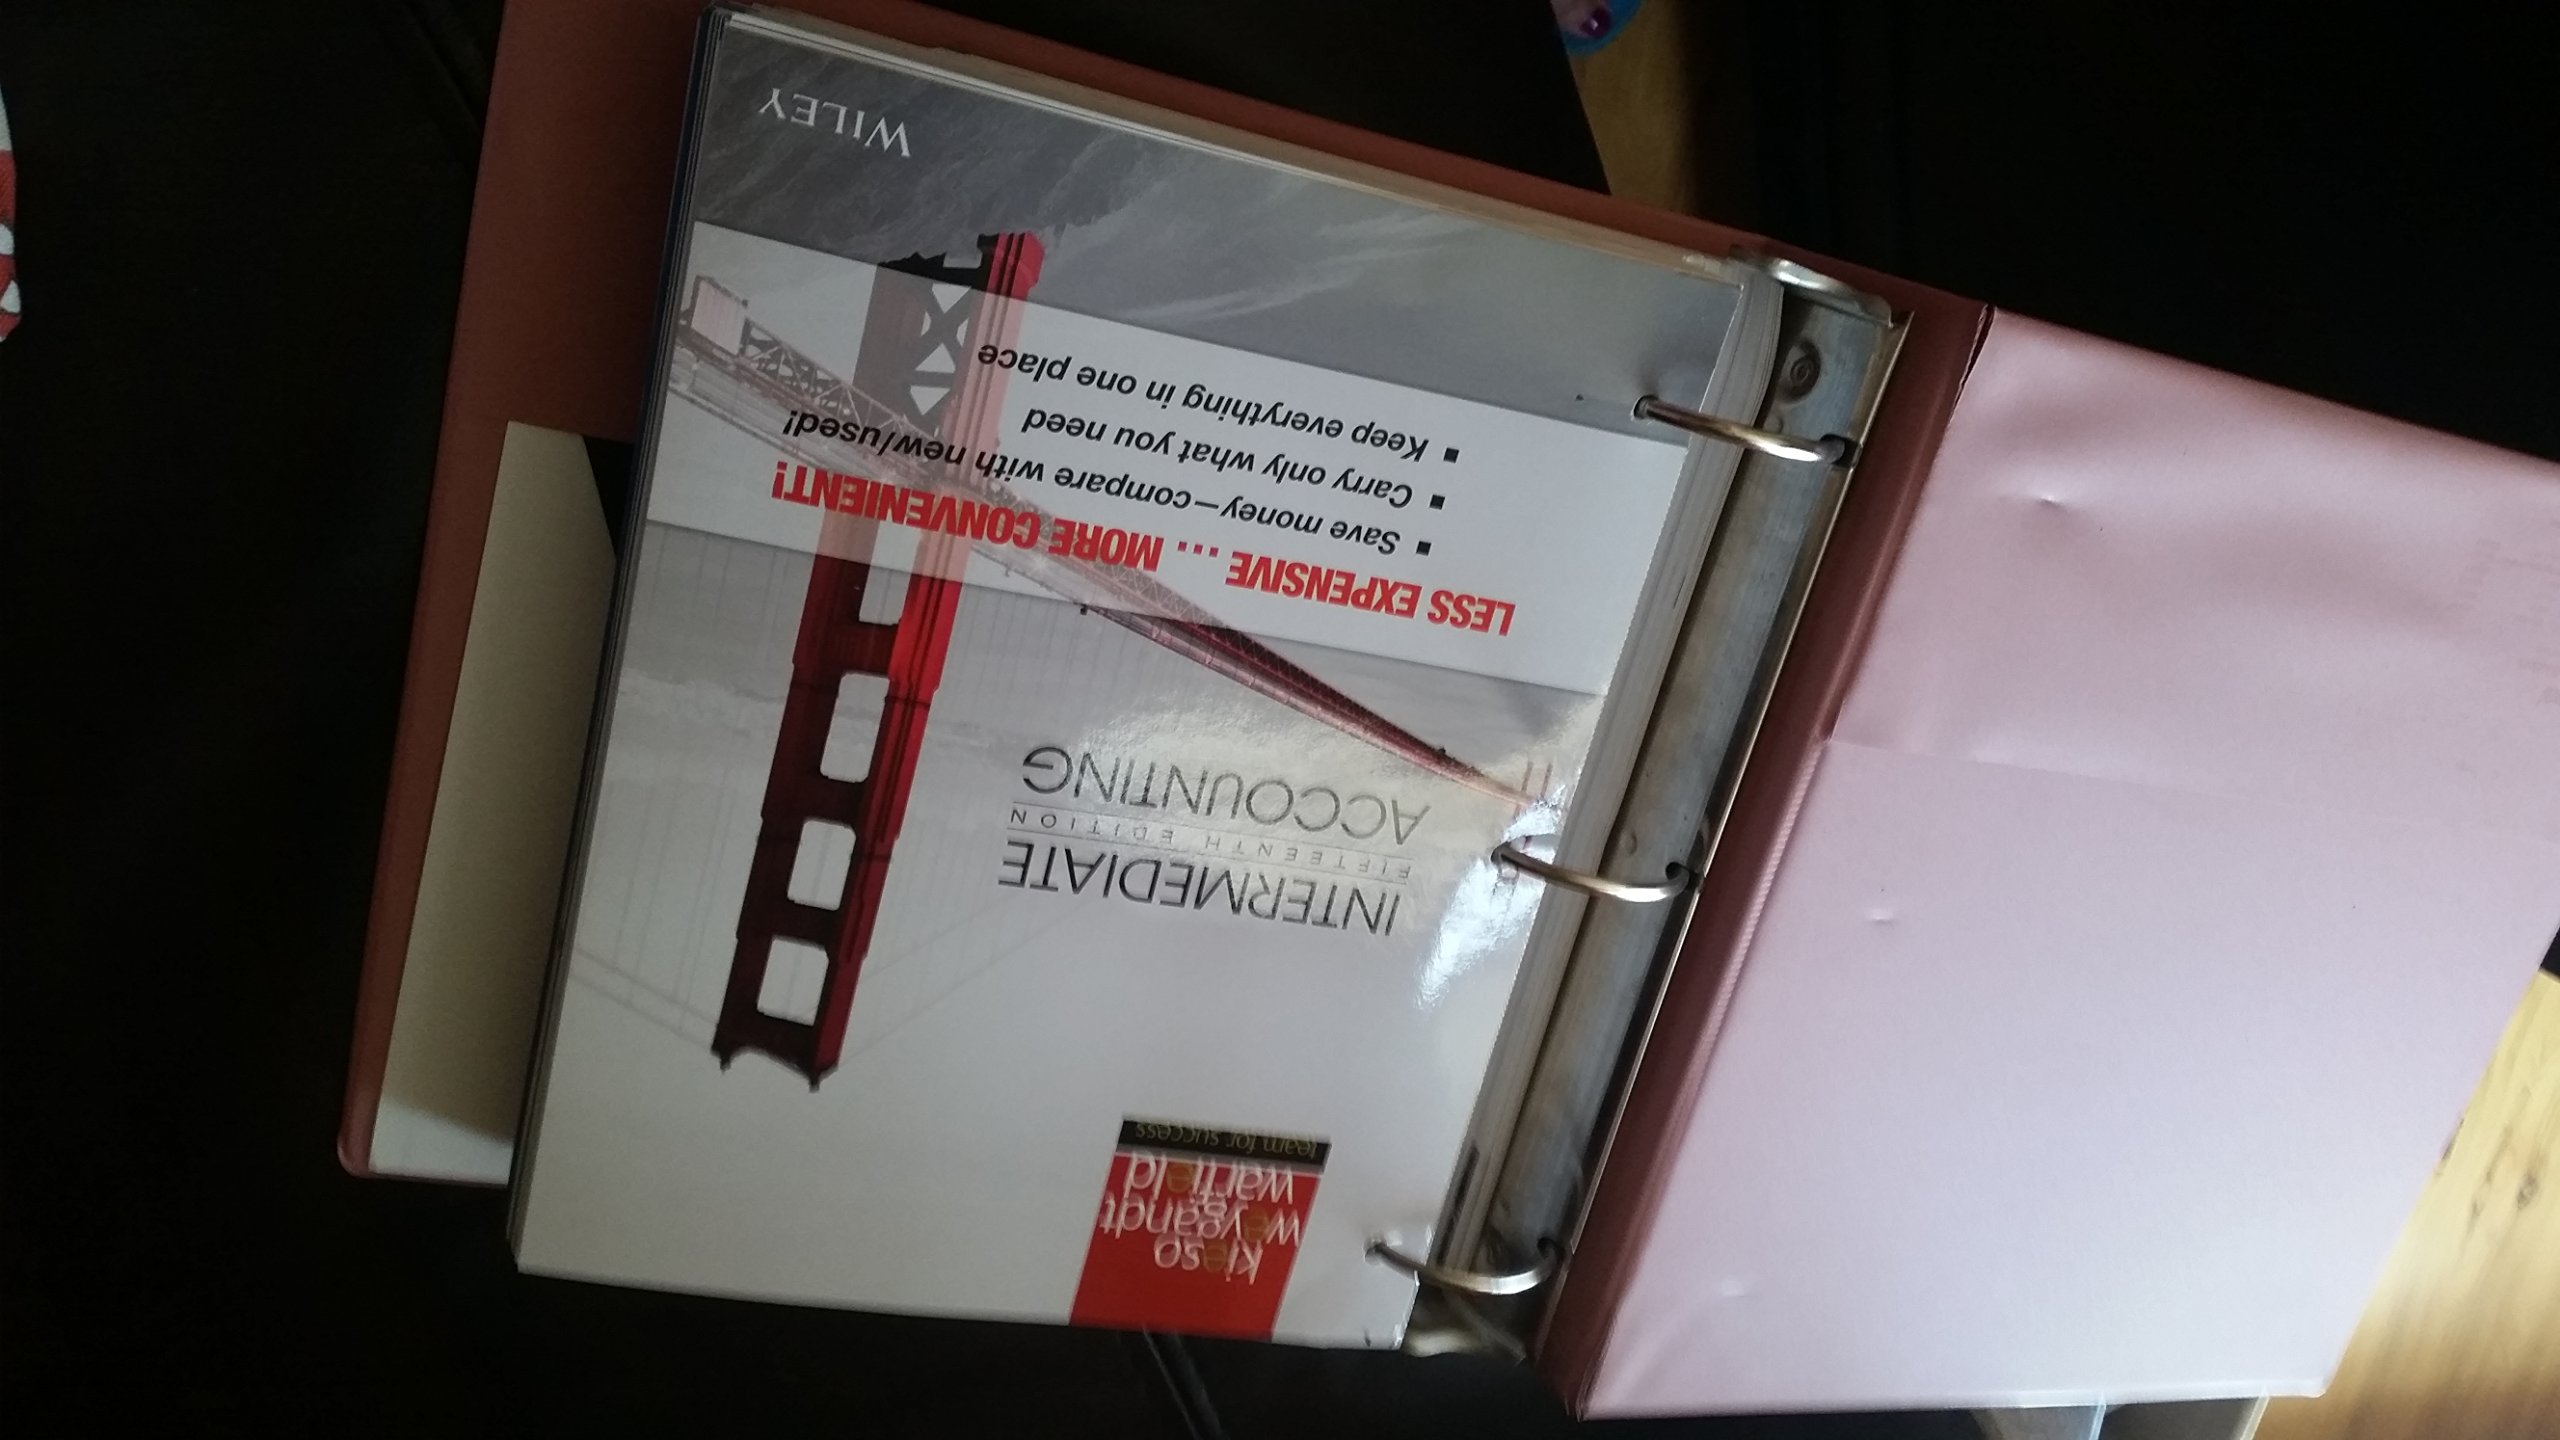 kieso
weygandt
warfield
team for success
INTERMEDIATE
FIFTEENTH EDITION
ACCOUNTING
LESS EXPENSIVE ... MORE CONVENIENT!
▪ Save money—compare with new/used!
▪ Carry only what you need
▪ Keep everything in one place
WILEY